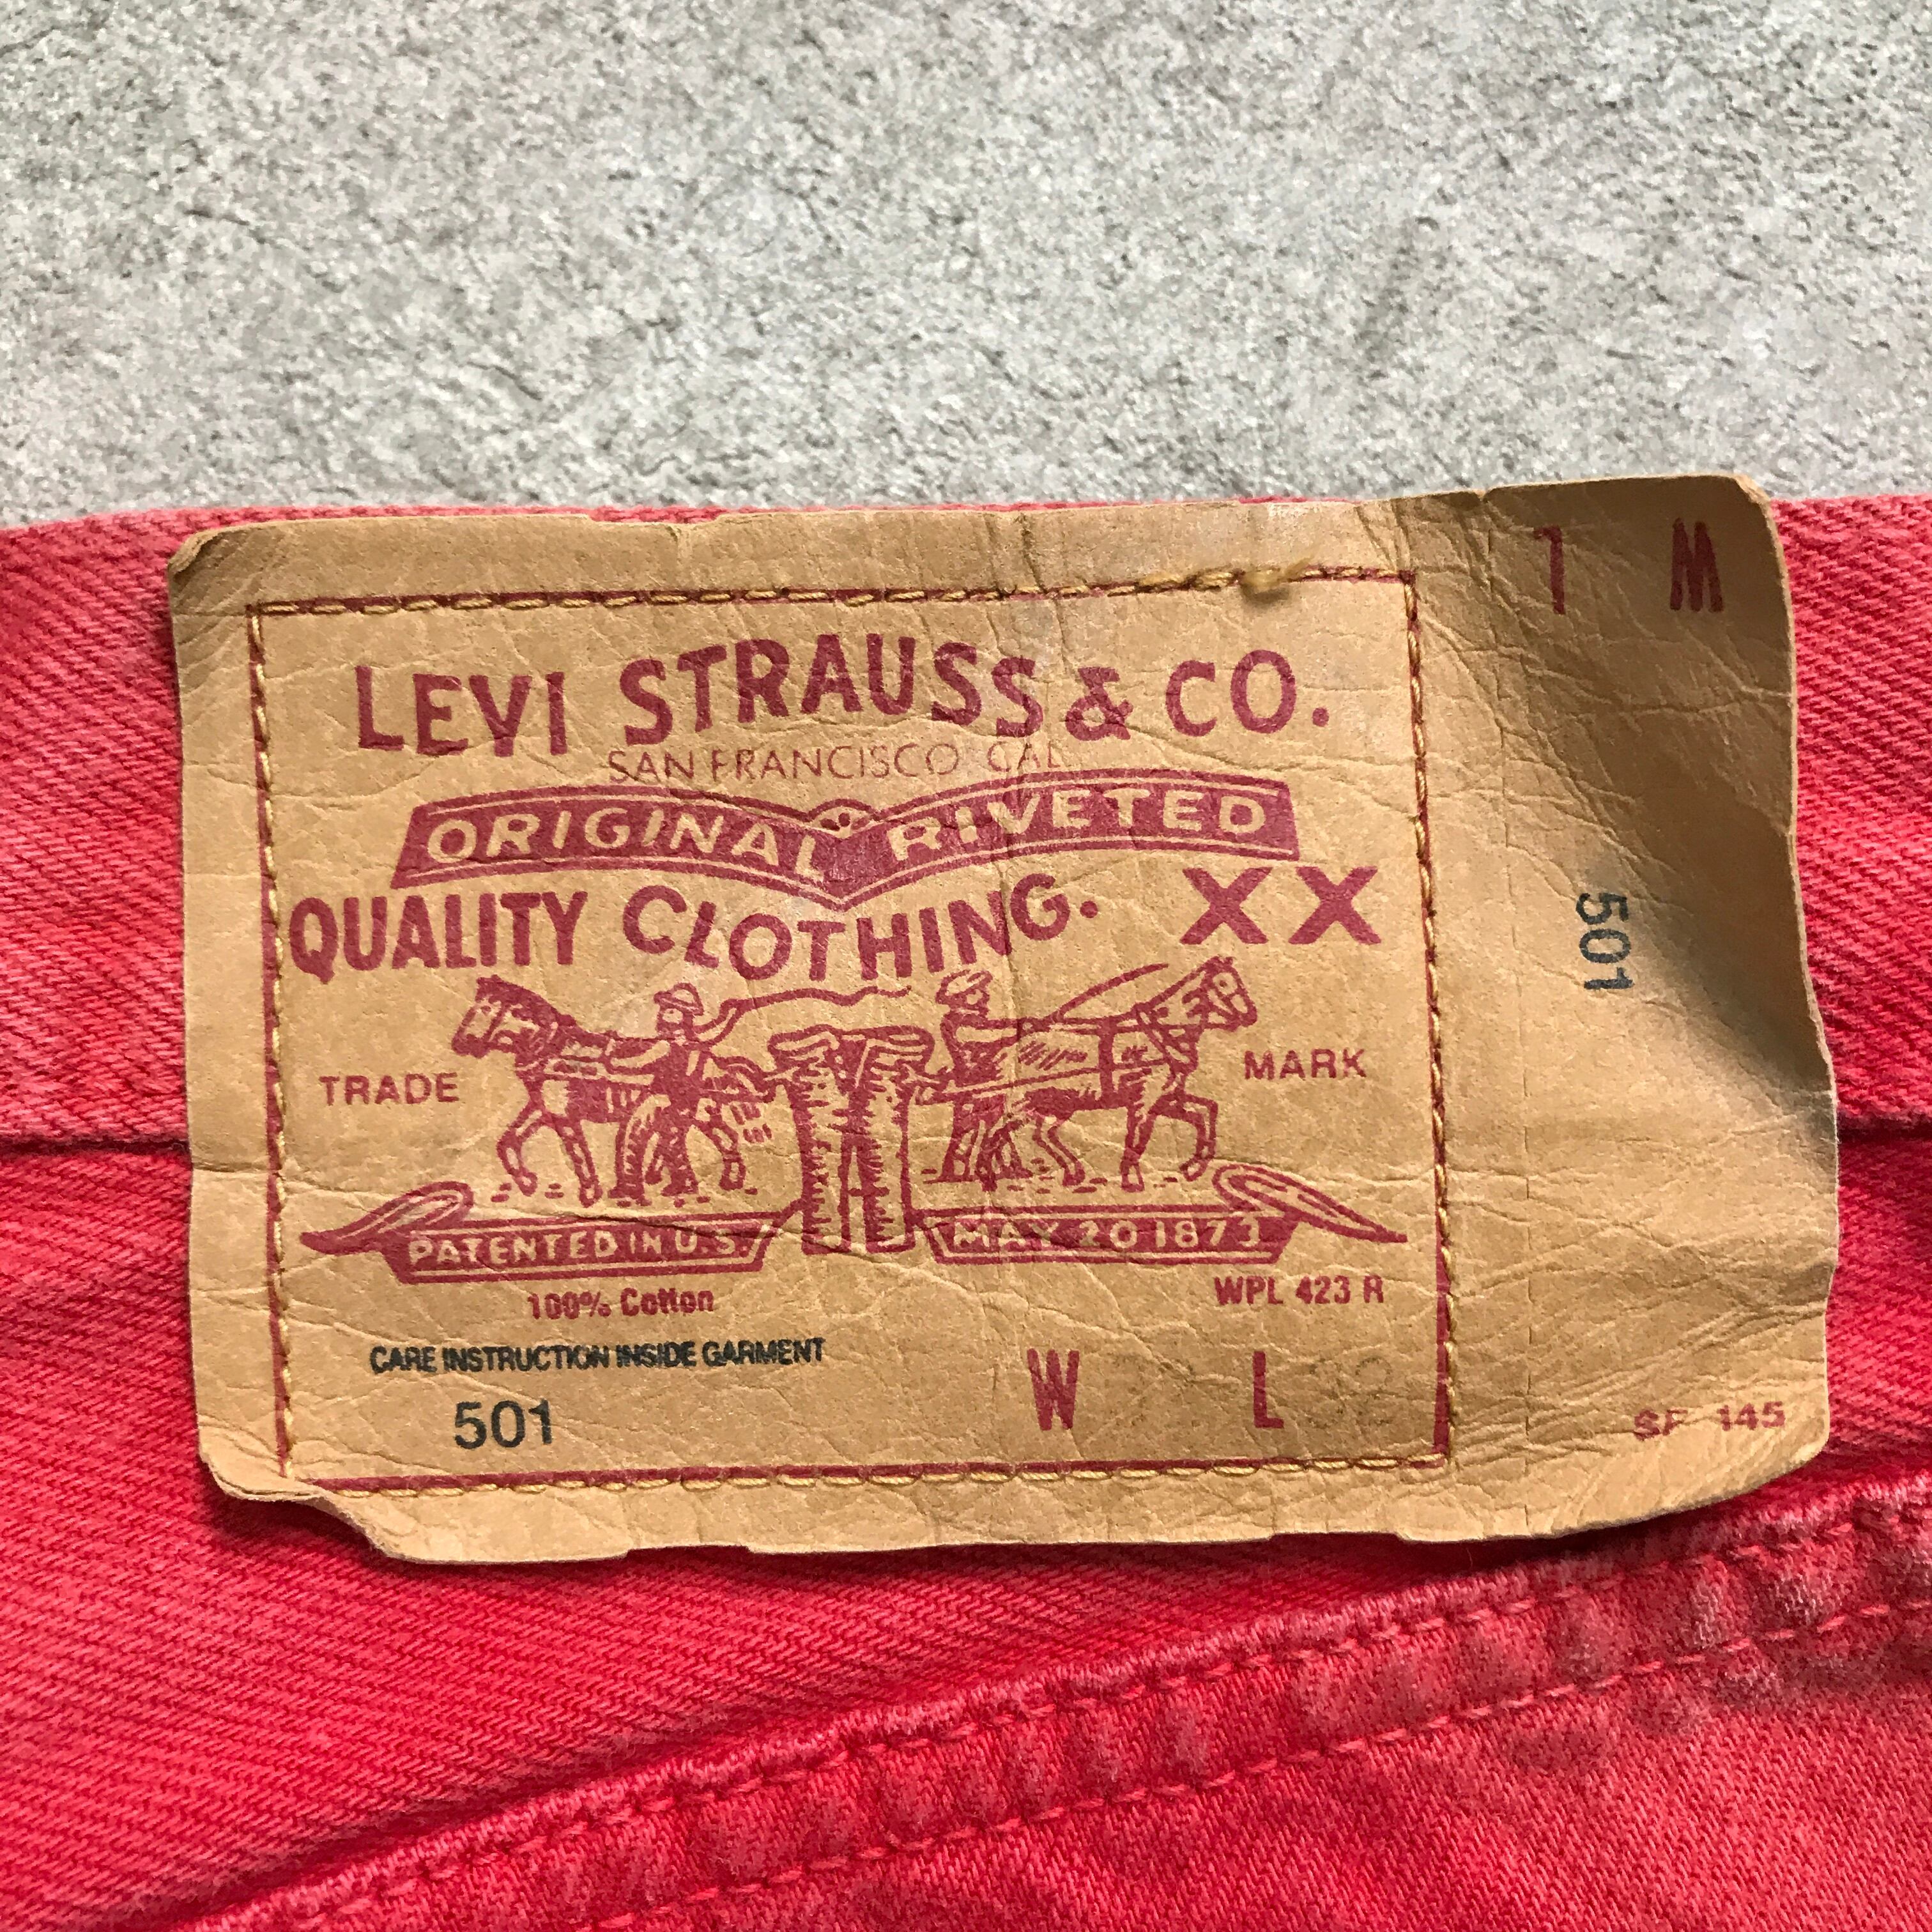 LEVI STRAUSS & CO.
SAN FRANCISCO CAL
ORIGINAL RIVETED
QUALITY CLOTHING. XX
TRADE MARK
PATENTED IN U.S. MAY 20 1873
100% Cotton WPL 423 R
CARE INSTRUCTION INSIDE GARMENT
501 W L
L W
501
SF 145